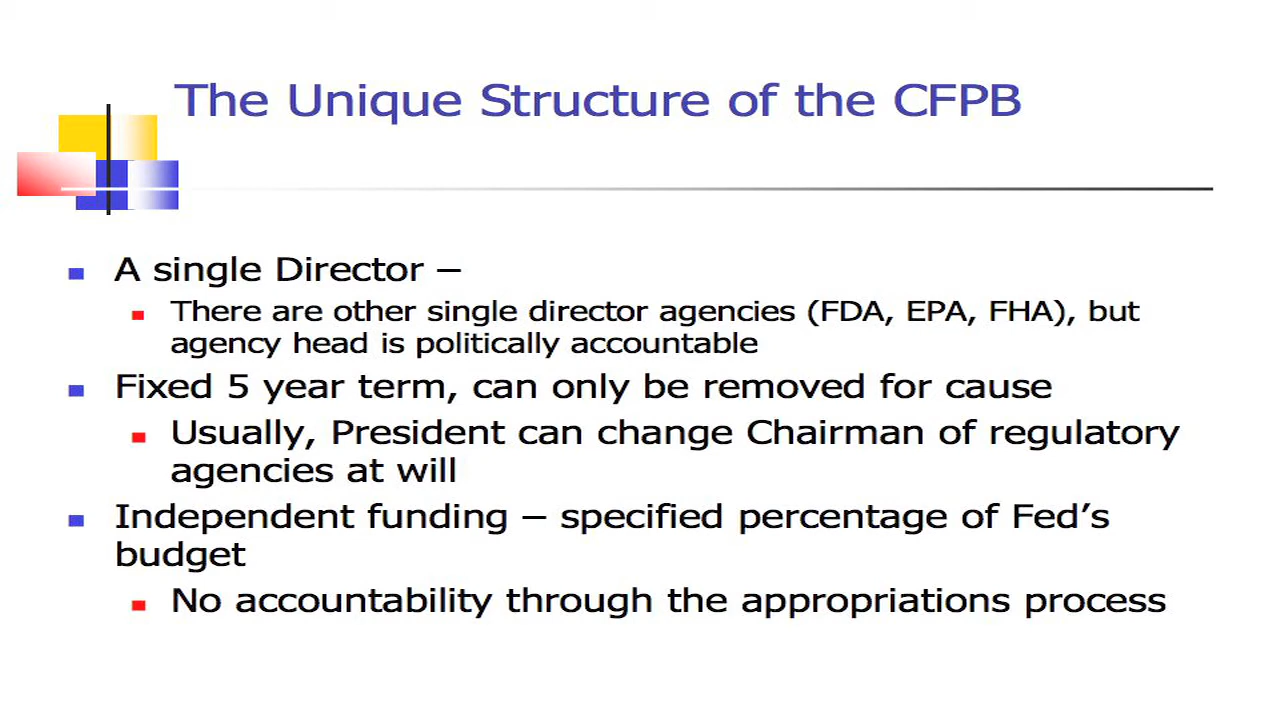 The Unique Structure of the CFPB
A single Director –
There are other single director agencies (FDA, EPA, FHA), but
agency head is politically accountable
Fixed 5 year term, can only be removed for cause
Usually, President can change Chairman of regulatory
agencies at will
Independent funding – specified percentage of Fed’s
budget
No accountability through the appropriations process